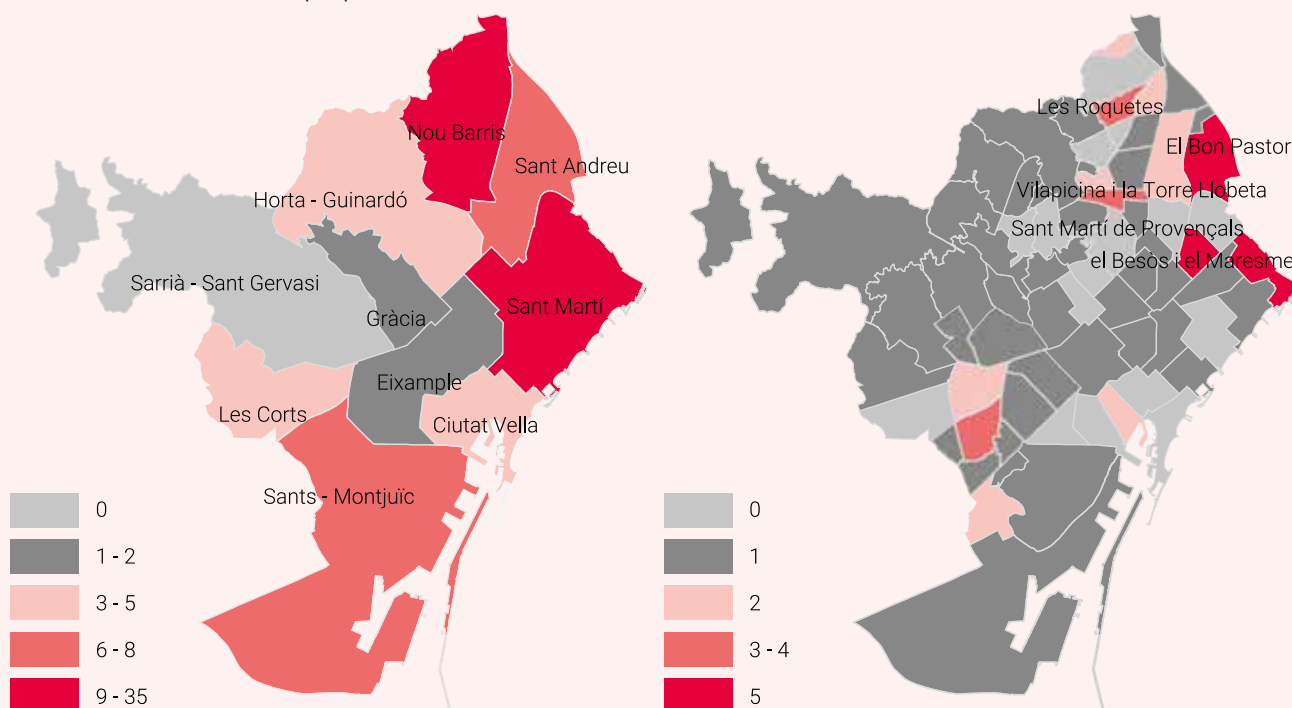 Nou Barris
Sant Andreu
Horta - Guinardó
Sarrià - Sant Gervasi
Gràcia
Sant Martí
Eixample
Les Corts
Ciutat Vella
Sants - Montjuïc
0
1 - 2
3 - 5
6 - 8
9 - 35
Les Roquetes
El Bon Pastor
Vilapicina i la Torre Llobeta
Sant Martí de Provençals
el Besòs i el Maresme
0
1
2
3 - 4
5